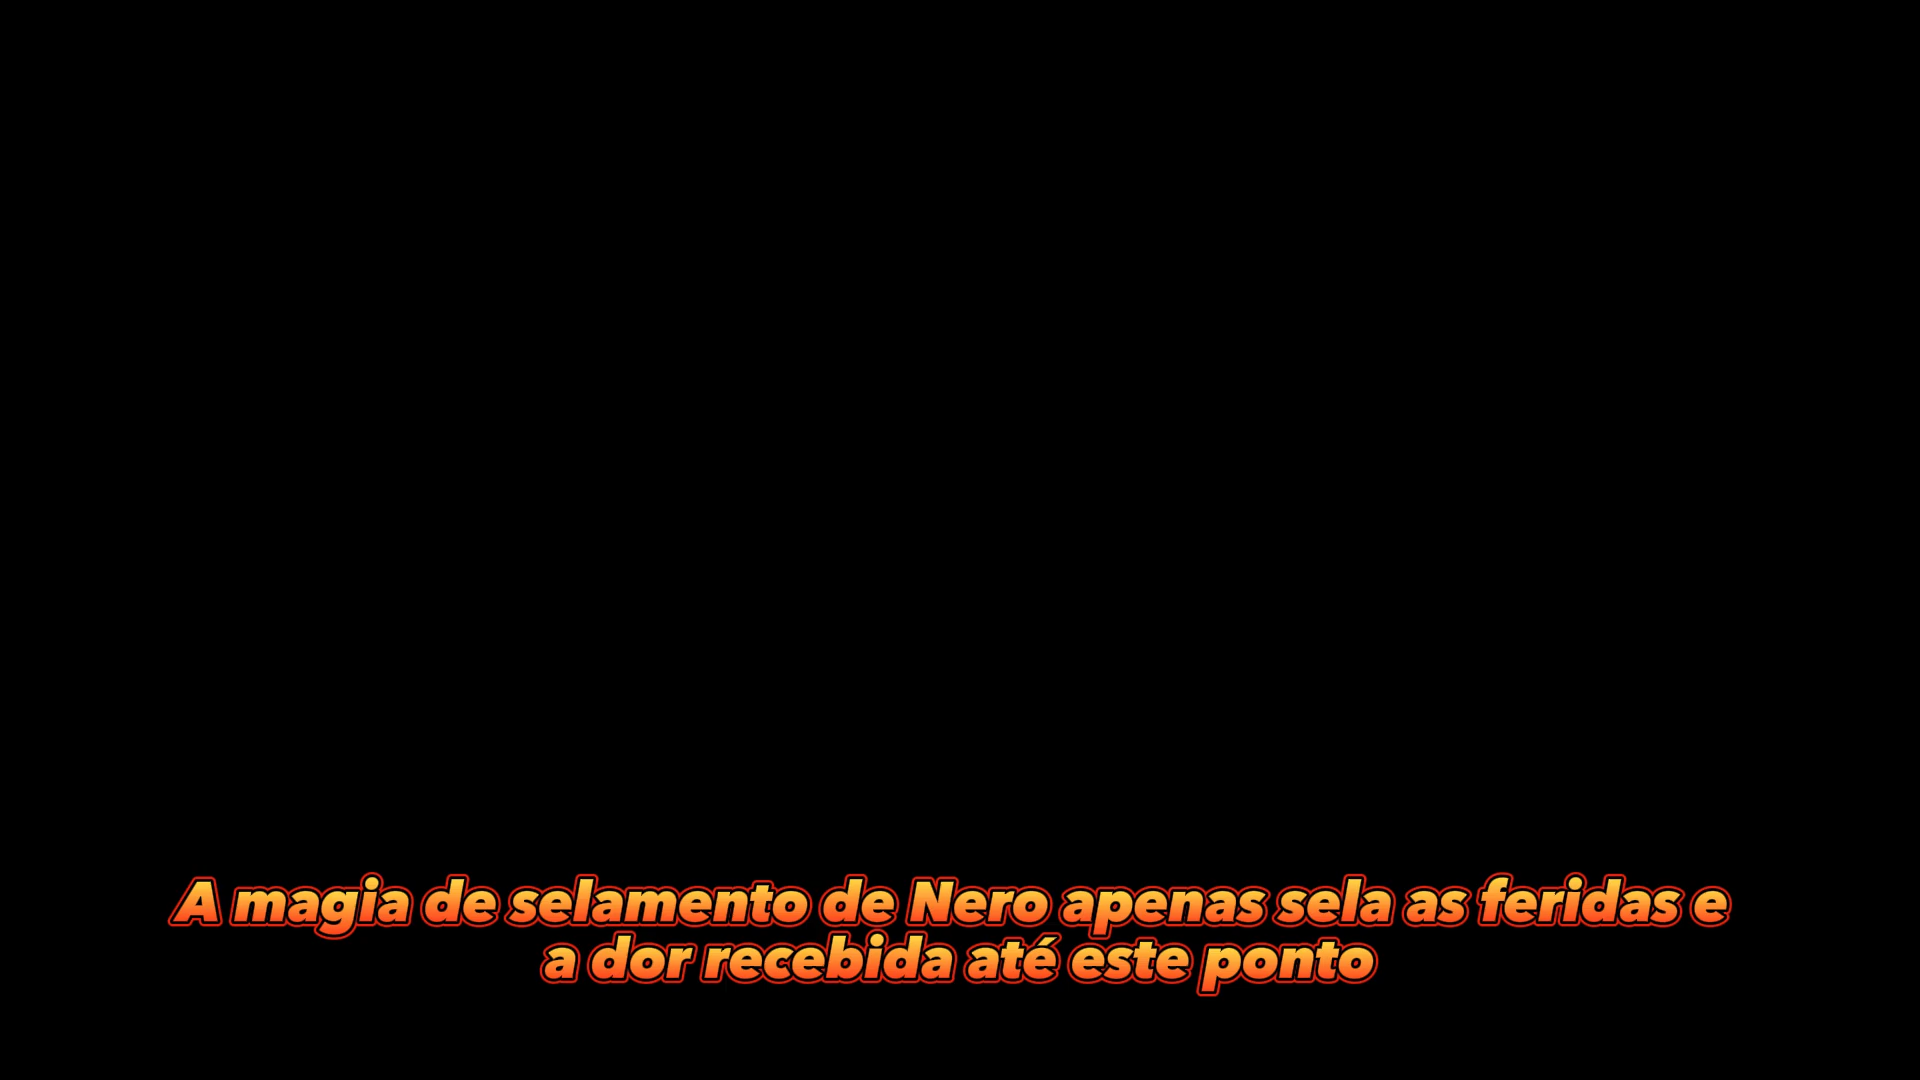 A magia de selamento de Nero apenas sela as feridas e
a dor recebida até este ponto